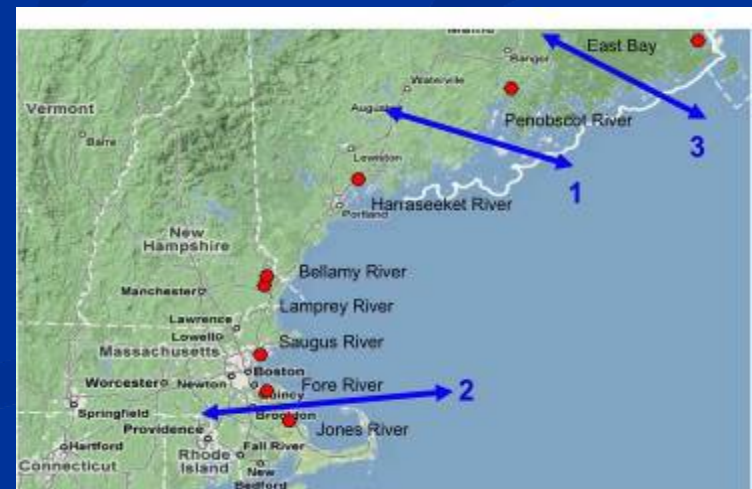 East Bay
Bangor
Waterville
Vermont
Augusta
Penobscot River
Barre
3
Lewiston
1
Harraseeket River
Portland
New
Hampshire
Bellamy River
Manchester
Lamprey River
Lawrence
Lowell
Saugus River
Massachusetts
Boston
Worcester
Newton
Fore River
Quincy
2
Springfield
Brockton
Providence
Jones River
Hartford
Fall River
Rhode
Island
Connecticut
New
Bedford